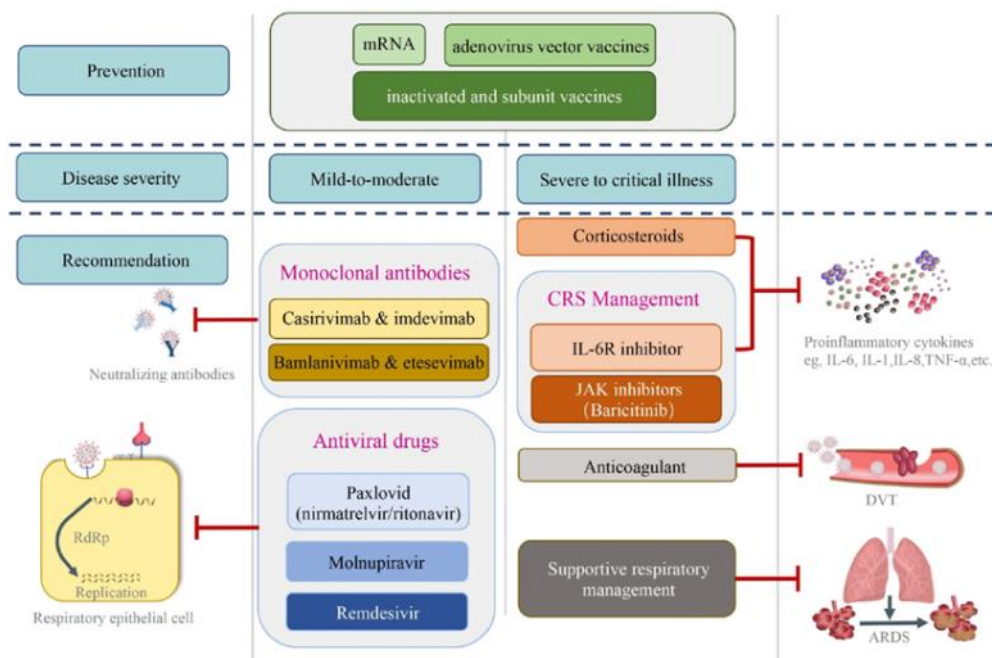 Prevention
mRNA
adenovirus vector vaccines
inactivated and subunit vaccines
Disease severity
Mild-to-moderate
Severe to critical illness
Recommendation
Neutralizing antibodies
RdRp
Replication
Respiratory epithelial cell
Monoclonal antibodies
Casirivimab & imdevimab
Bamlanivimab & etesevimab
Antiviral drugs
Paxlovid
(nirmatrelvir/ritonavir)
Molnupiravir
Remdesivir
Corticosteroids
CRS Management
IL-6R inhibitor
JAK inhibitors
(Baricitinib)
Anticoagulant
Supportive respiratory
management
Proinflammatory cytokines
eg, IL-6, IL-1,IL-8,TNF-α,etc.
DVT
ARDS